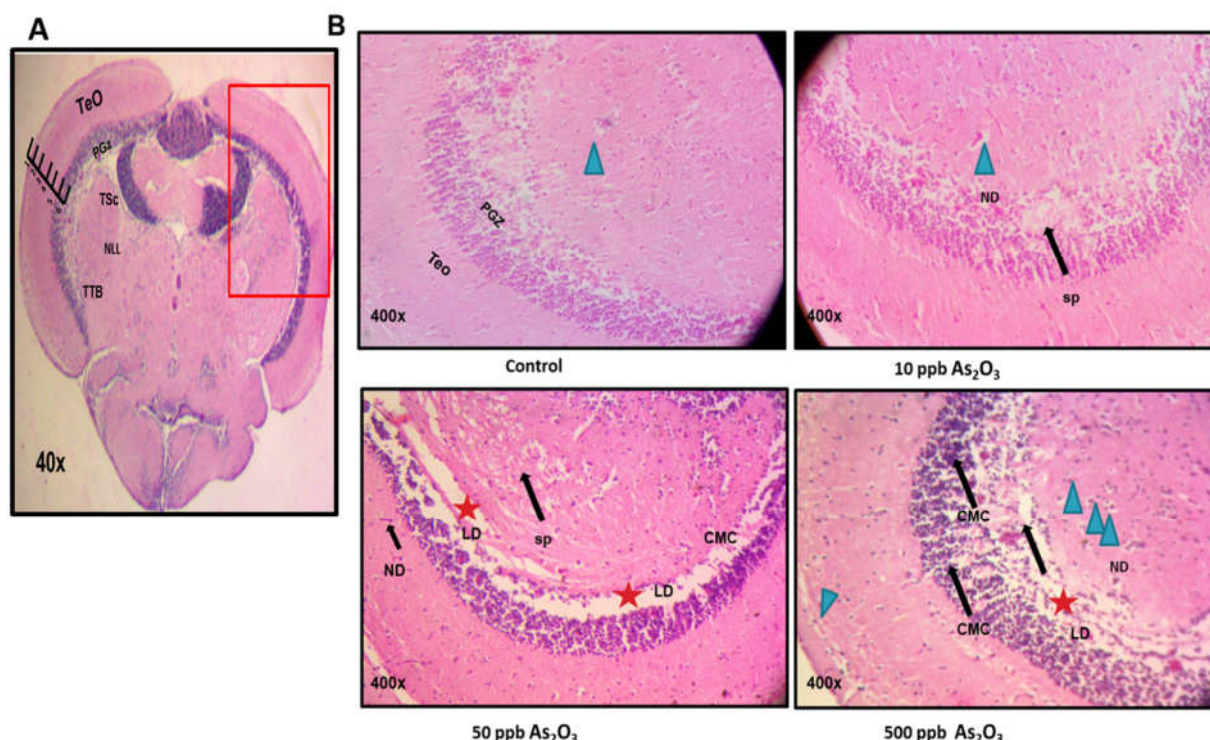 A
TeO
PGz
TSc
NLL
TTB
40x
B
PGZ
Teo
400x
Control
ND
sp
400x
10 ppb As₂O₃
LD
sp
ND
LD
CMC
400x
50 ppb As₂O₃
CMC
ND
CMC
LD
400x
500 ppb As₂O₃